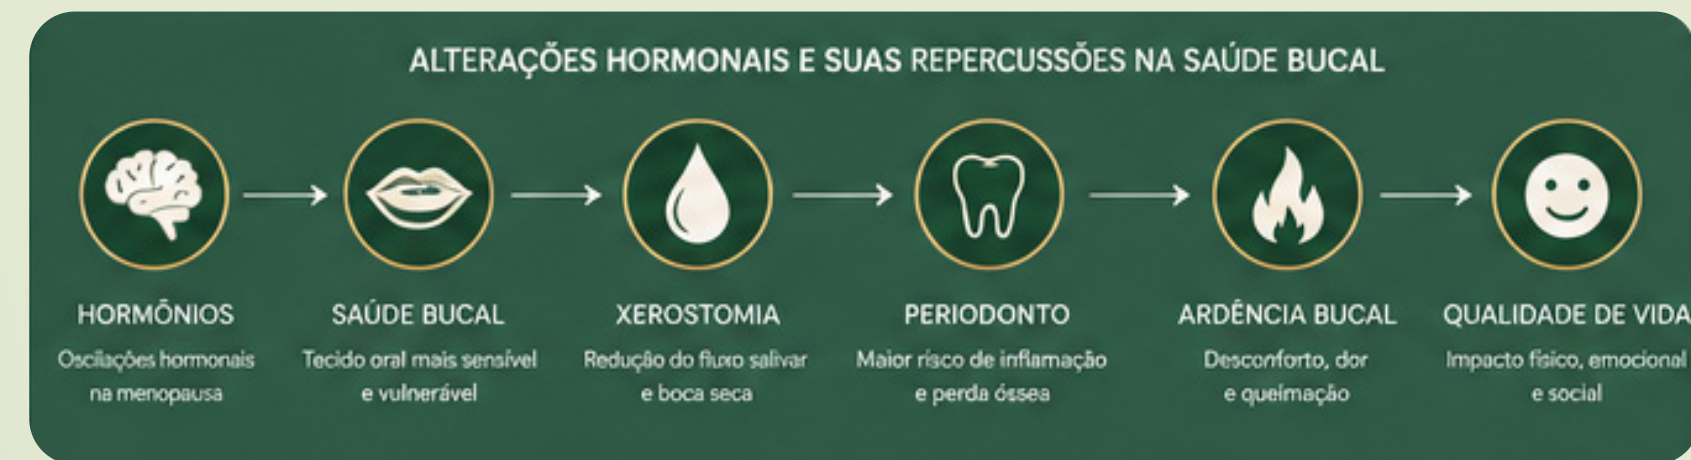 ALTERAÇÕES HORMONAIS E SUAS REPERCUSSÕES NA SAÚDE BUCAL
HORMÔNIOS
Oscilações hormonais
na menopausa
SAÚDE BUCAL
Tecido oral mais sensível
e vulnerável
XEROSTOMIA
Redução do fluxo salivar
e boca seca
PERIODONTO
Maior risco de inflamação
e perda óssea
ARDÊNCIA BUCAL
Desconforto, dor
e queimação
QUALIDADE DE VIDA
Impacto físico, emocional
e social